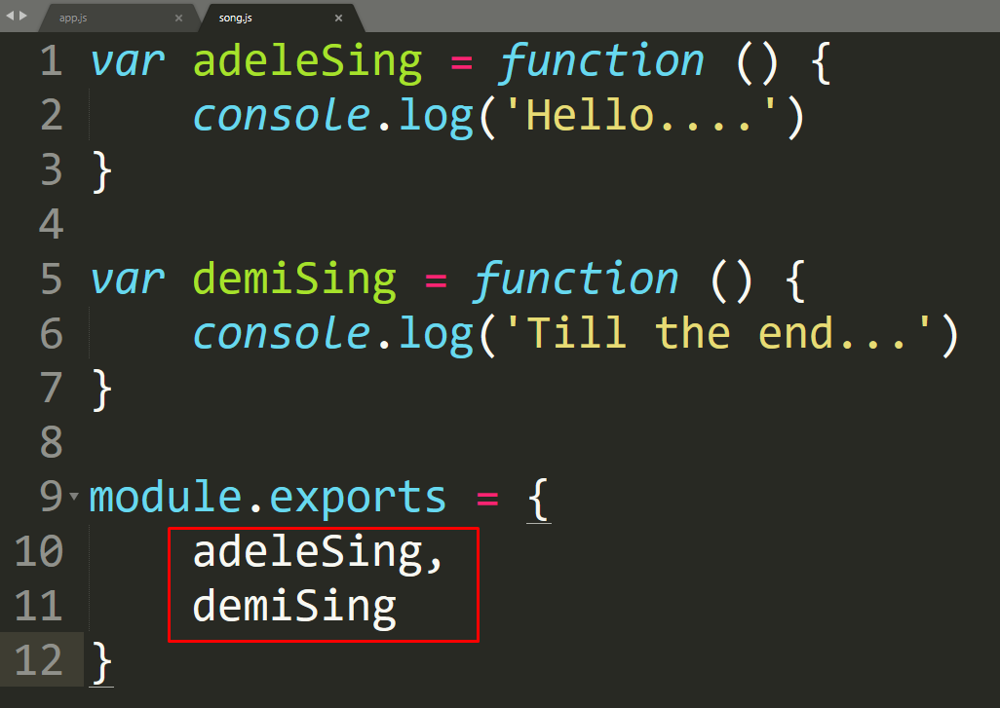 app.js × song.js ×
1 var adeleSing = function () {
2 console.log('Hello....')
3 }
4
5 var demiSing = function () {
6 console.log('Till the end...')
7 }
8
9 module.exports = {
10 adeleSing,
11 demiSing
12 }